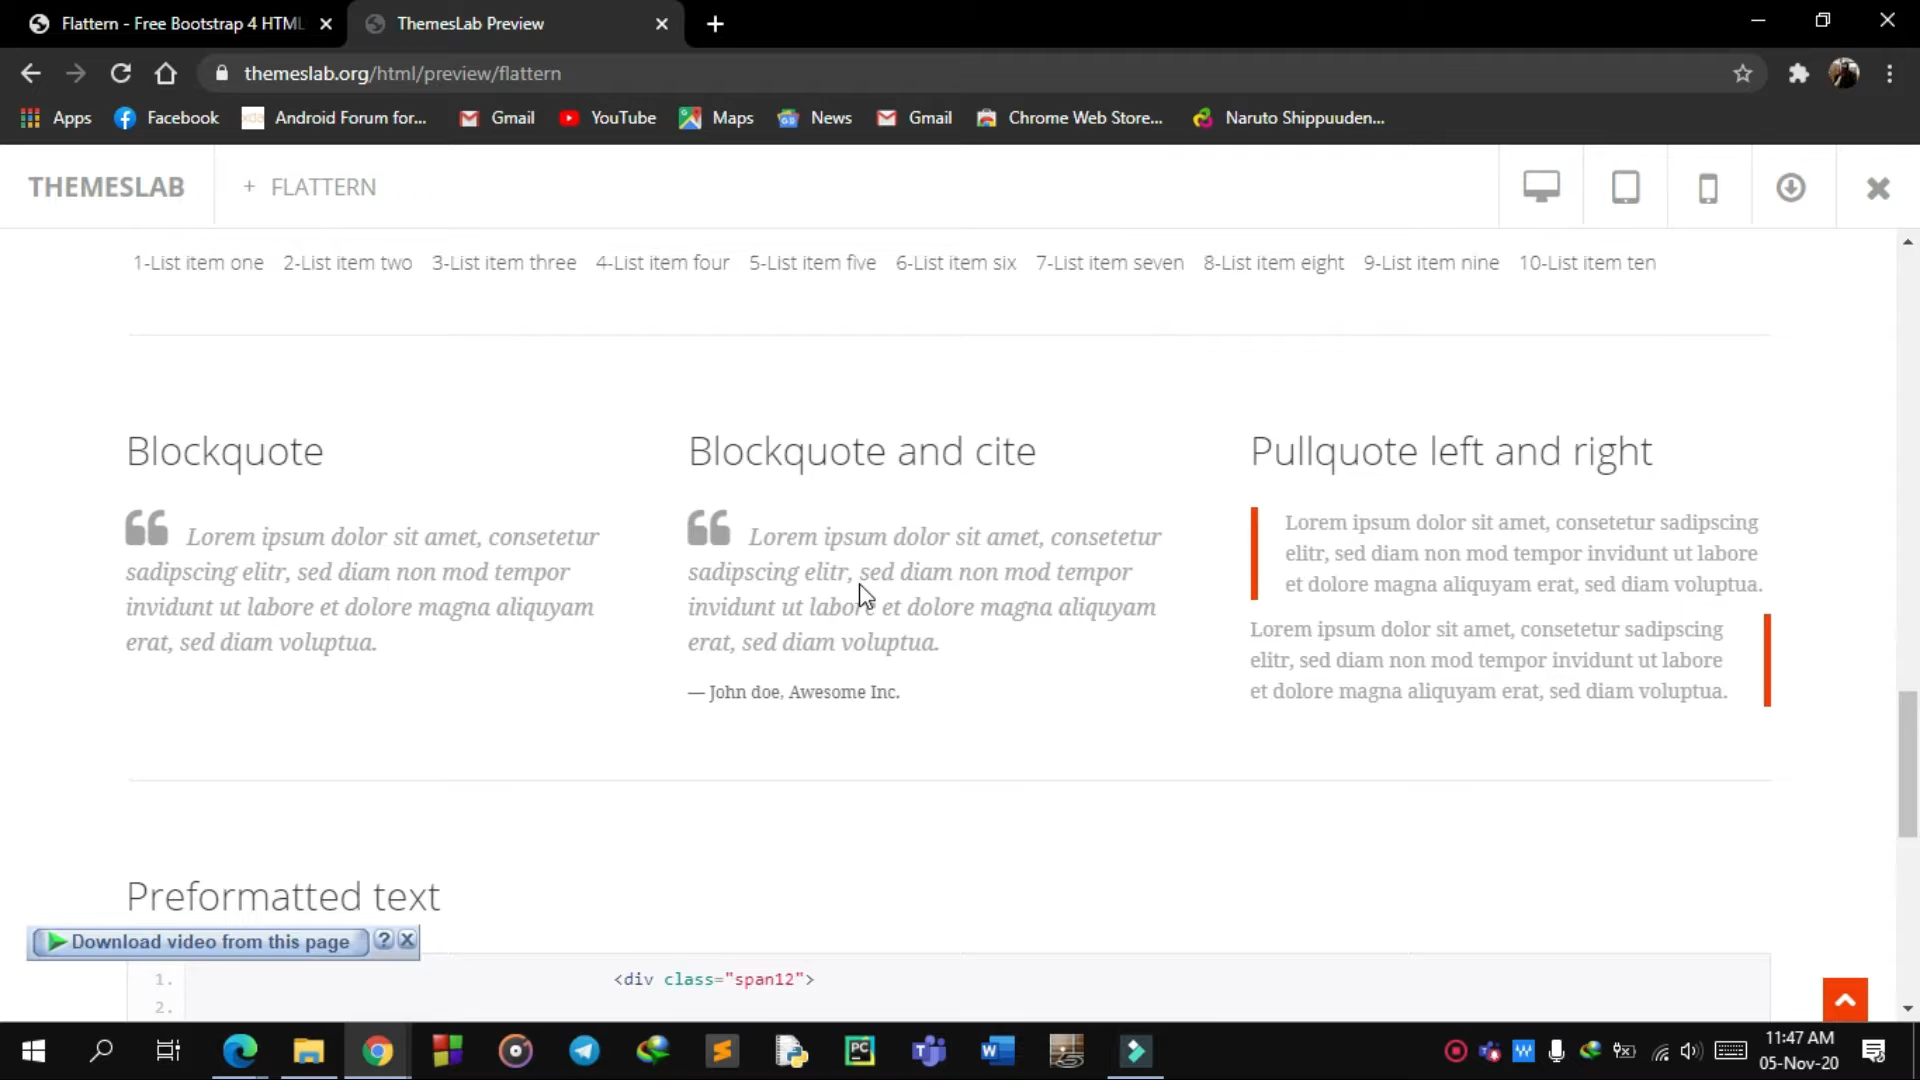 Flattern - Free Bootstrap 4 HTML
ThemesLab Preview
themeslab.org/html/preview/flattern
Apps
Facebook
Android Forum for...
Gmail
YouTube
Maps
News
Gmail
Chrome Web Store...
Naruto Shippuuden...
THEMESLAB
+ FLATTERN
1-List item one 2-List item two 3-List item three 4-List item four 5-List item five 6-List item six 7-List item seven 8-List item eight 9-List item nine 10-List item ten
Blockquote
Lorem ipsum dolor sit amet, consetetur
sadipscing elitr, sed diam non mod tempor
invidunt ut labore et dolore magna aliquyam
erat, sed diam voluptua.
Blockquote and cite
Lorem ipsum dolor sit amet, consetetur
sadipscing elitr, sed diam non mod tempor
invidunt ut labore et dolore magna aliquyam
erat, sed diam voluptua.
— John doe, Awesome Inc.
Pullquote left and right
Lorem ipsum dolor sit amet, consetetur sadipscing
elitr, sed diam non mod tempor invidunt ut labore
et dolore magna aliquyam erat, sed diam voluptua.
Lorem ipsum dolor sit amet, consetetur sadipscing
elitr, sed diam non mod tempor invidunt ut labore
et dolore magna aliquyam erat, sed diam voluptua.
Preformatted text
Download video from this page
1. <div class="span12">
2.
11:47 AM
05-Nov-20